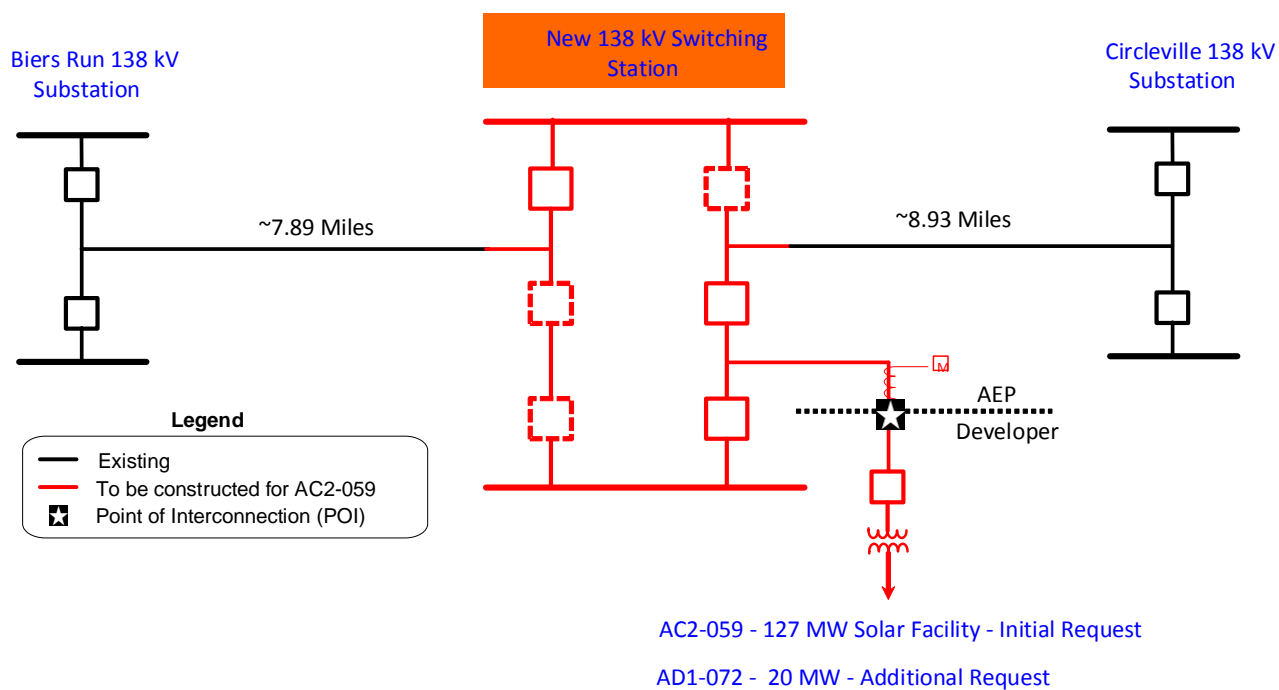 New 138 kV Switching
Station
Biers Run 138 kV
Substation
Circleville 138 kV
Substation
~7.89 Miles
~8.93 Miles
M
AEP
Developer
Legend
Existing
To be constructed for AC2-059
Point of Interconnection (POI)
AC2-059 - 127 MW Solar Facility - Initial Request
AD1-072 - 20 MW - Additional Request